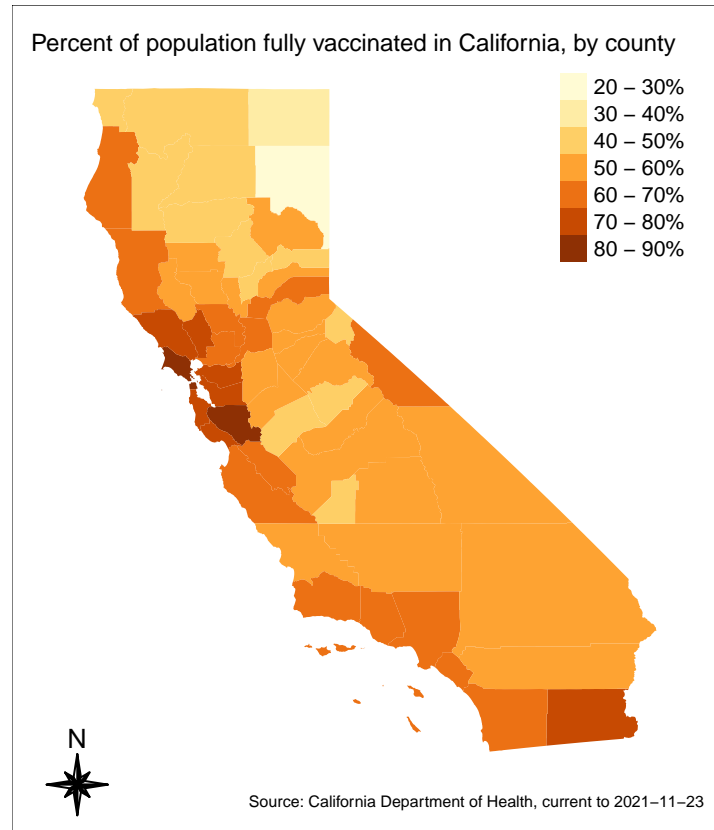 Percent of population fully vaccinated in California, by county
20 – 30%
30 – 40%
40 – 50%
50 – 60%
60 – 70%
70 – 80%
80 – 90%
N
Source: California Department of Health, current to 2021−11−23